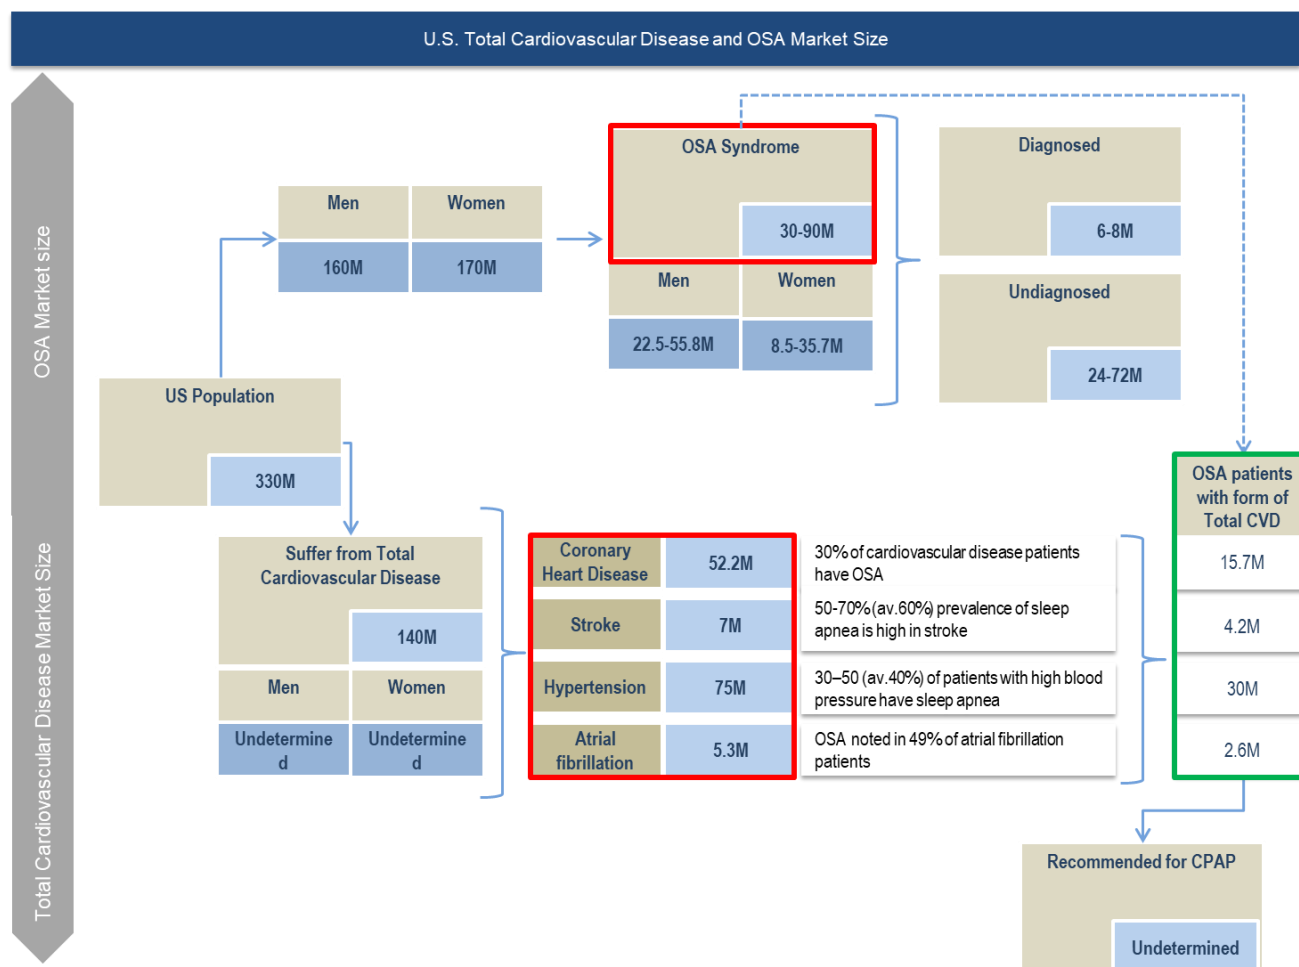 U.S. Total Cardiovascular Disease and OSA Market Size
OSA Market size
Total Cardiovascular Disease Market Size
US Population
330M
Men
Women
160M
170M
OSA Syndrome
30-90M
Men
Women
22.5-55.8M
8.5-35.7M
Diagnosed
6-8M
Undiagnosed
24-72M
Suffer from Total
Cardiovascular Disease
140M
Men
Women
Undetermine
d
Undetermine
d
Coronary
Heart Disease
52.2M
30% of cardiovascular disease patients
have OSA
Stroke
7M
50-70% (av.60%) prevalence of sleep
apnea is high in stroke
Hypertension
75M
30–50 (av.40%) of patients with high blood
pressure have sleep apnea
Atrial
fibrillation
5.3M
OSA noted in 49% of atrial fibrillation
patients
OSA patients
with form of
Total CVD
15.7M
4.2M
30M
2.6M
Recommended for CPAP
Undetermined